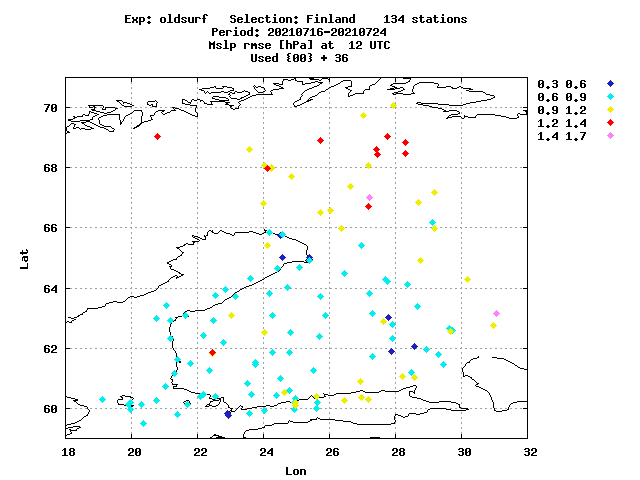 Exp: oldsurf   Selection: Finland    134 stations
Period: 20210716-20210724
Mslp rmse [hPa] at  12 UTC
Used {00} + 36
0.3 0.6
0.6 0.9
0.9 1.2
1.2 1.4
1.4 1.7
70
68
66
64
62
60
Lat
18 20 22 24 26 28 30 32
Lon